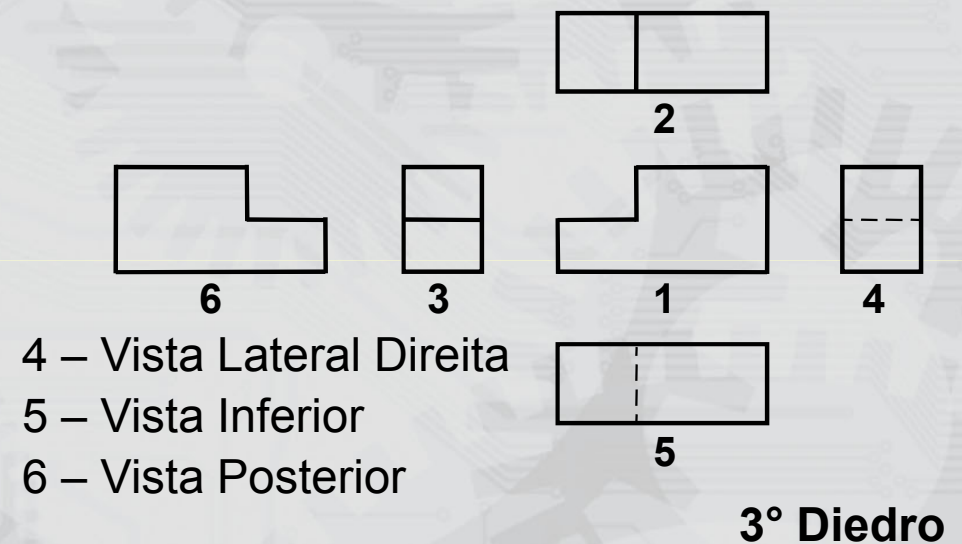 2
6 3 1 4
4 – Vista Lateral Direita
5 – Vista Inferior
6 – Vista Posterior
5
3° Diedro